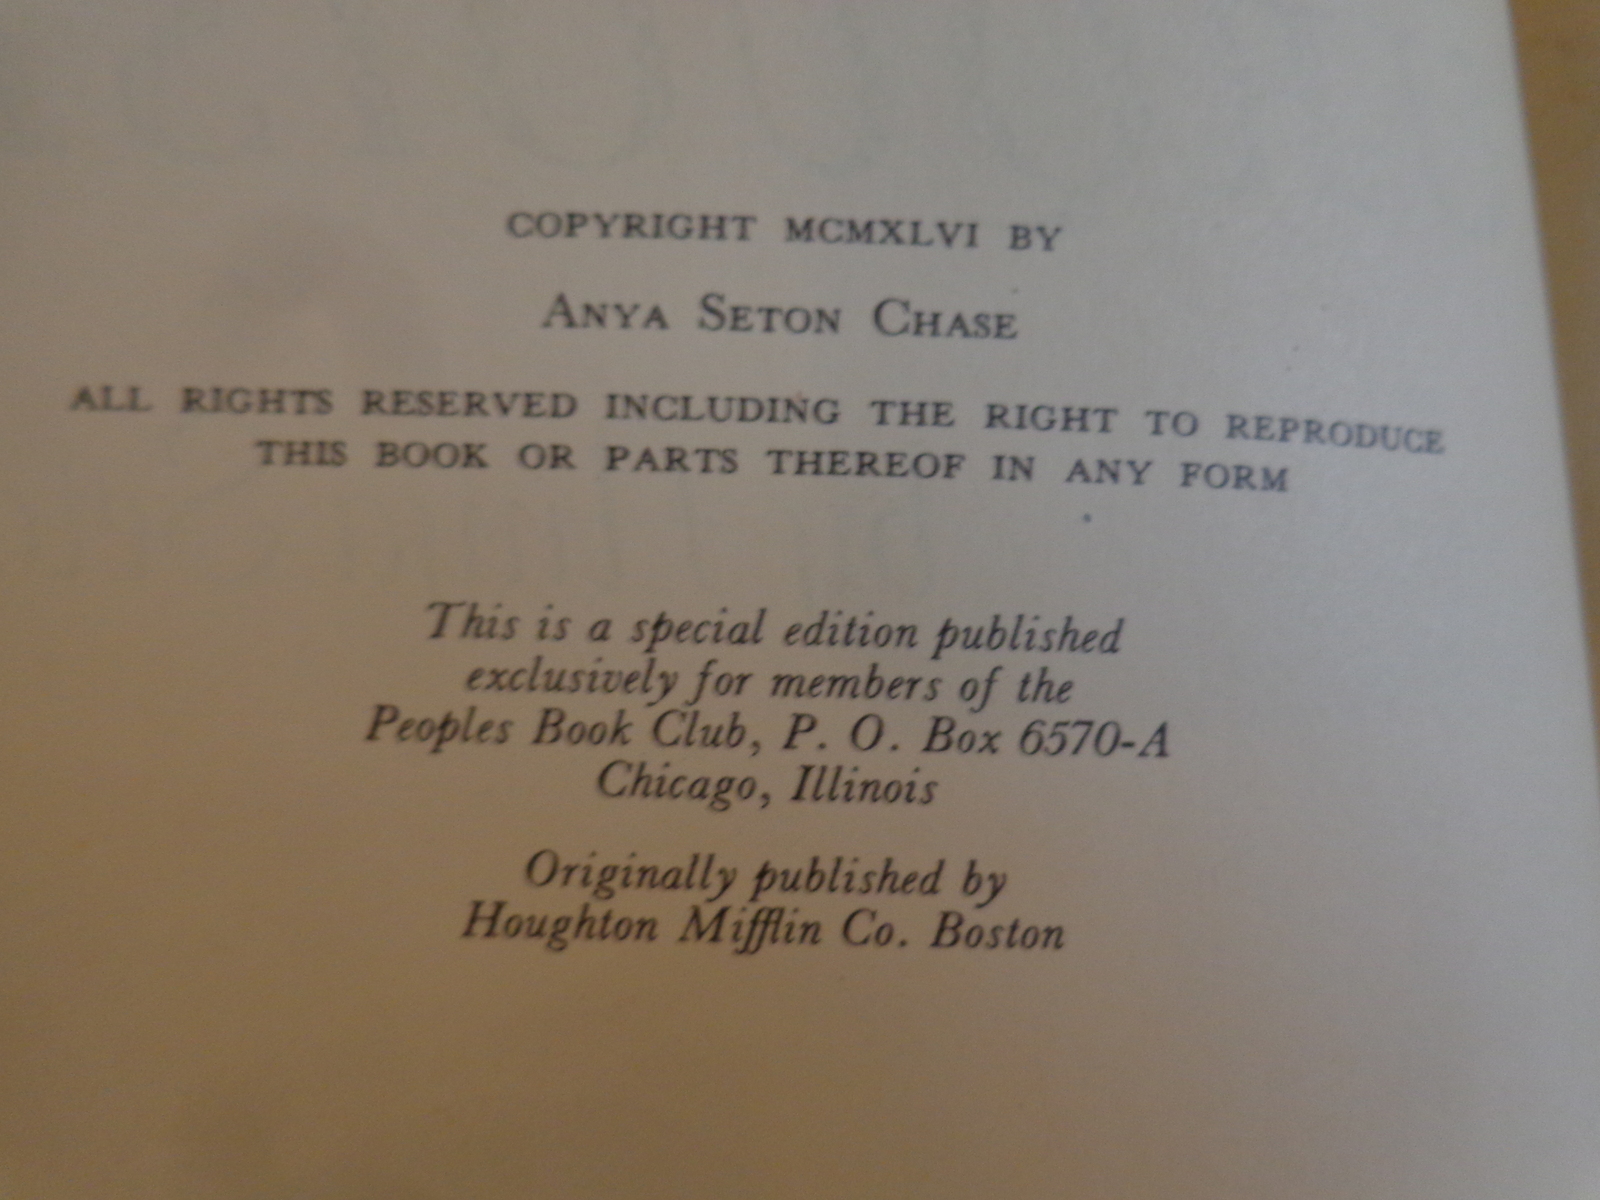 COPYRIGHT MCMXLVI BY
ANYA SETON CHASE
ALL RIGHTS RESERVED INCLUDING THE RIGHT TO REPRODUCE
THIS BOOK OR PARTS THEREOF IN ANY FORM
This is a special edition published
exclusively for members of the
Peoples Book Club, P. O. Box 6570-A
Chicago, Illinois
Originally published by
Houghton Mifflin Co. Boston